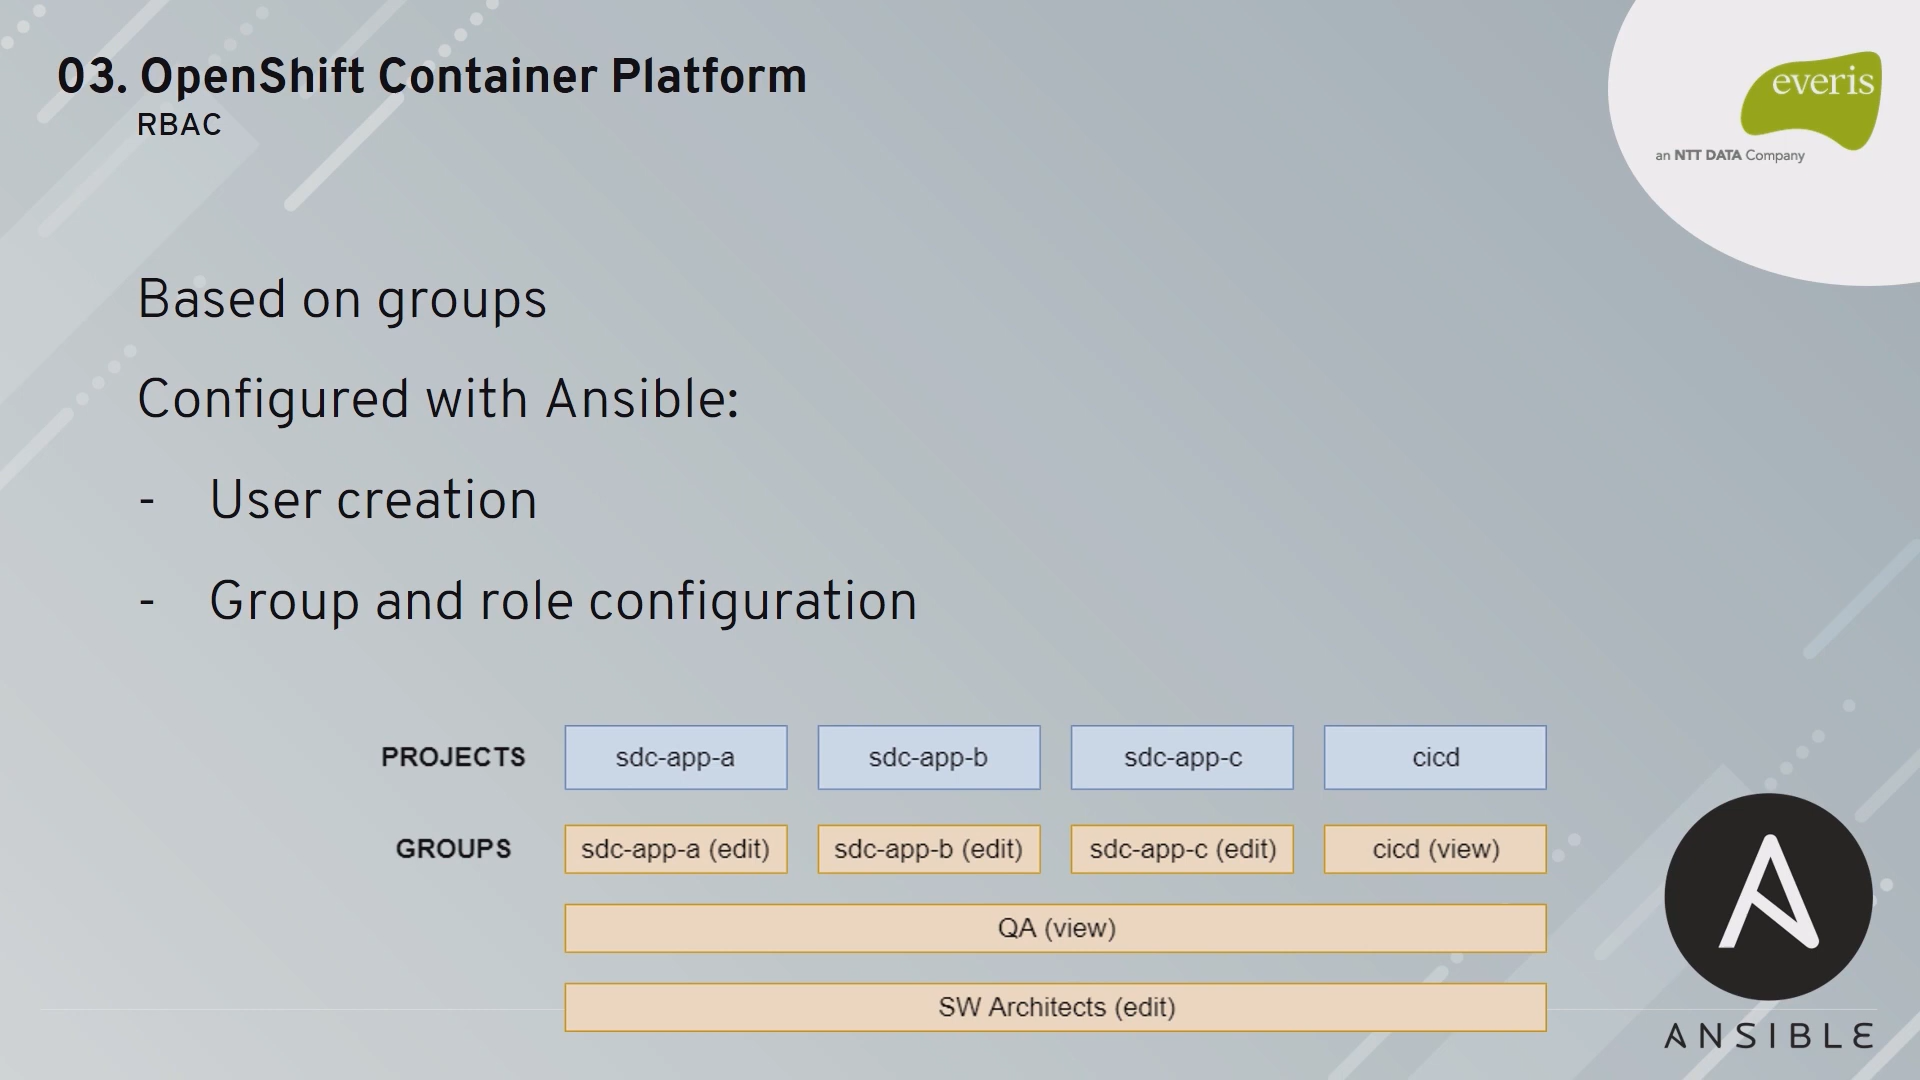 03. OpenShift Container Platform
RBAC
everis
an NTT DATA Company
Based on groups
Configured with Ansible:
- User creation
- Group and role configuration
PROJECTS sdc-app-a sdc-app-b sdc-app-c cicd
GROUPS sdc-app-a (edit) sdc-app-b (edit) sdc-app-c (edit) cicd (view)
QA (view)
SW Architects (edit)
ANSIBLE